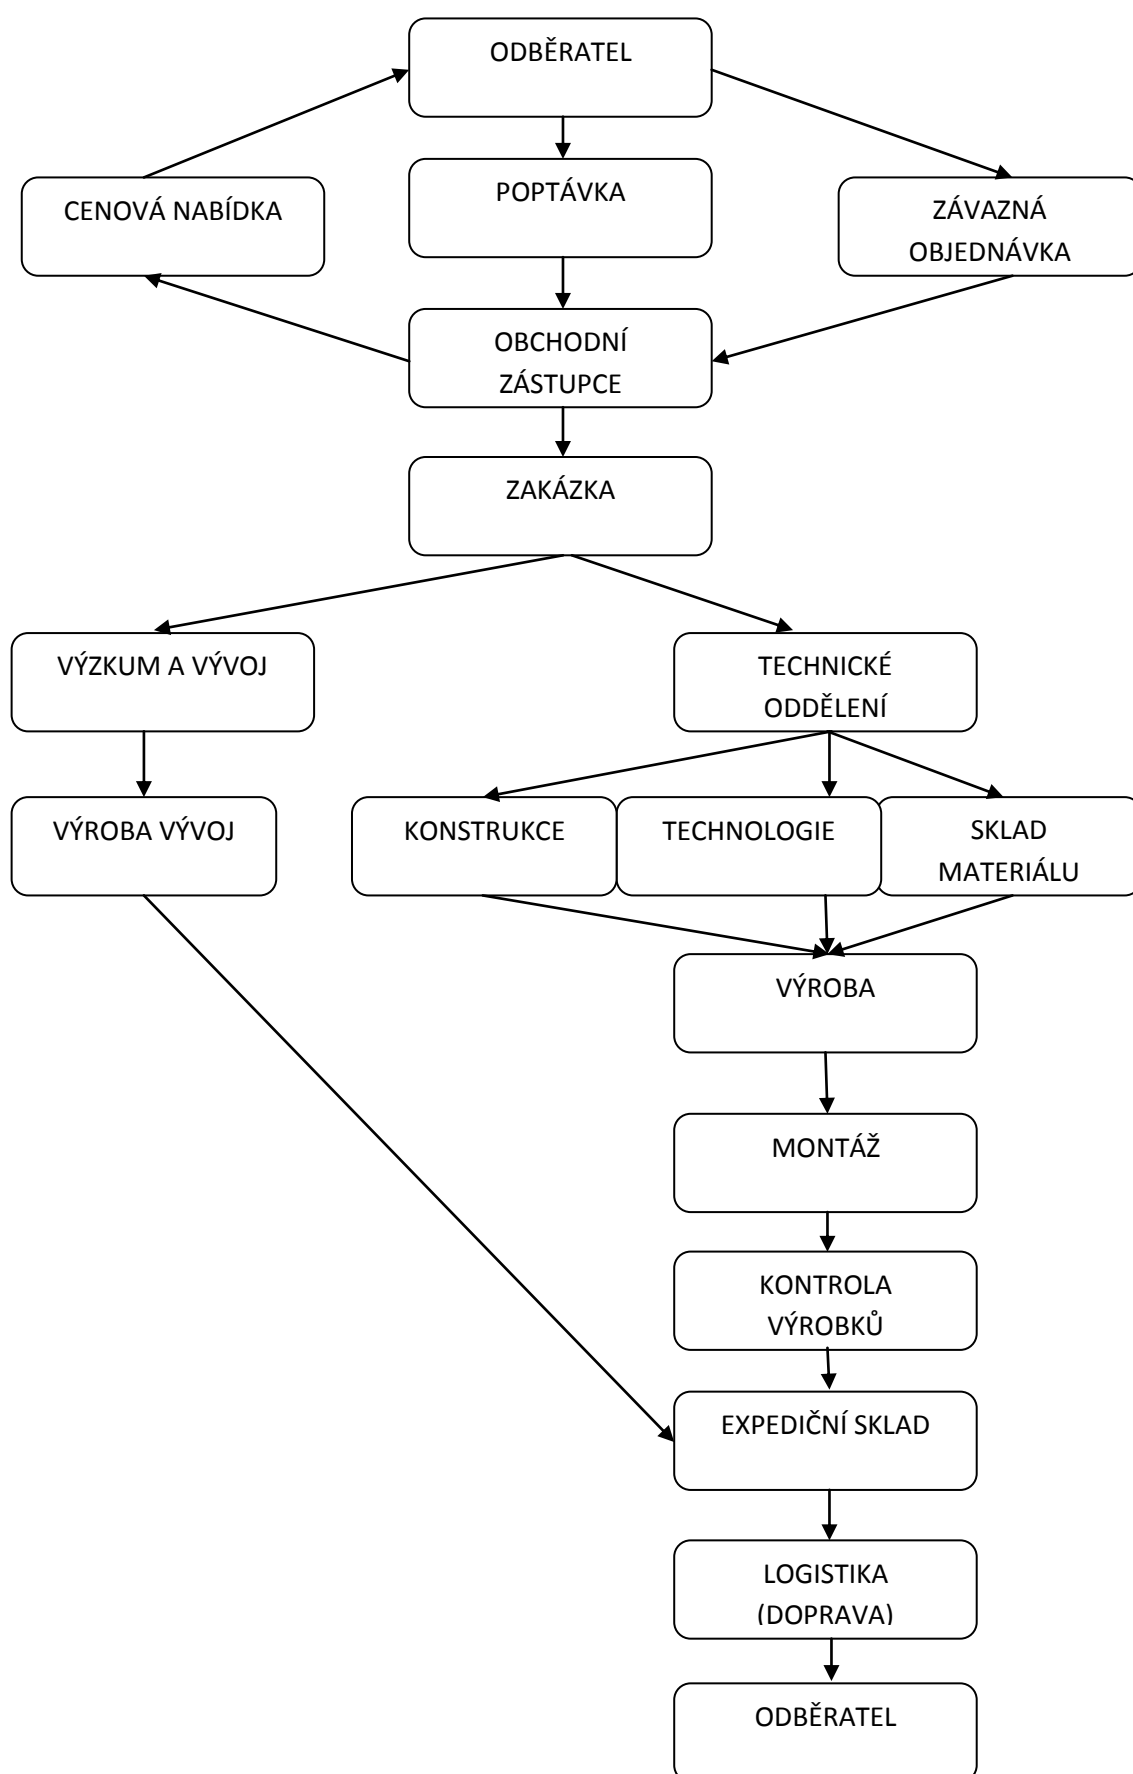 ODBĚRATEL
POPTÁVKA
CENOVÁ NABÍDKA
ZÁVAZNÁ
OBJEDNÁVKA
OBCHODNÍ
ZÁSTUPCE
ZAKÁZKA
VÝZKUM A VÝVOJ
TECHNICKÉ
ODDĚLENÍ
VÝROBA VÝVOJ
KONSTRUKCE
TECHNOLOGIE
SKLAD
MATERIÁLU
VÝROBA
MONTÁŽ
KONTROLA
VÝROBKŮ
EXPEDIČNÍ SKLAD
LOGISTIKA
(DOPRAVA)
ODBĚRATEL